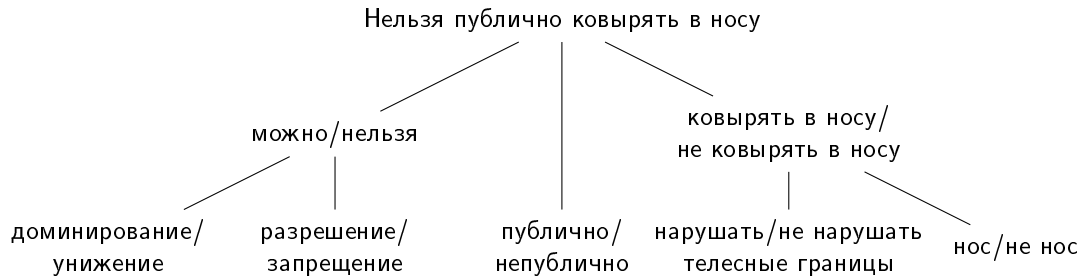 Нельзя публично ковырять в носу
можно/нельзя
ковырять в носу/
не ковырять в носу
доминирование/
унижение
разрешение/
запрещение
публично/
непублично
нарушать/не нарушать
телесные границы
нос/не нос